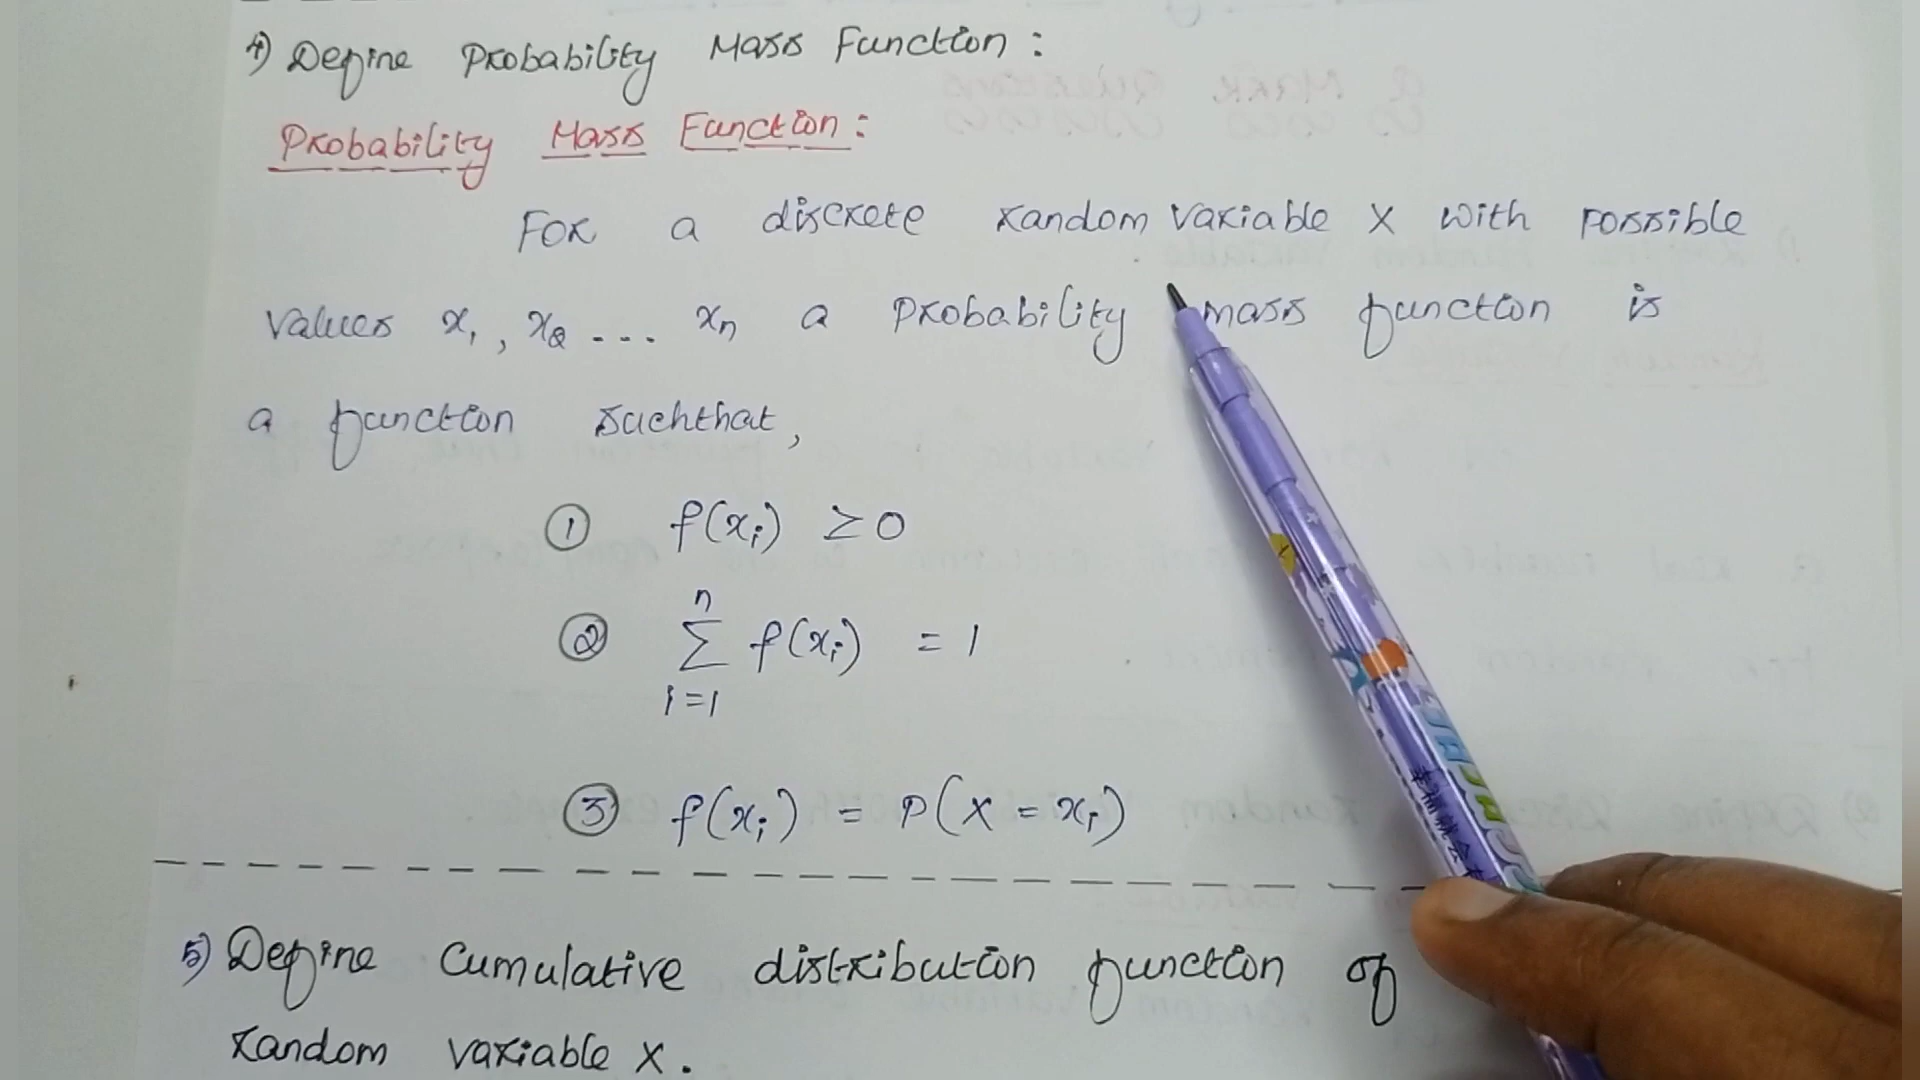 4) Define Probability Mass Function :
Probability Mass Function :
For a discrete random variable X with possible
values x₁, x₂ ... xₙ a probability mass function is
a function suchthat,
① f(xᵢ) ≥ 0
② n∑i=1 f(xᵢ) = 1
③ f(xᵢ) = P(X = xᵢ)
5) Define Cumulative distribution function of
random variable X.